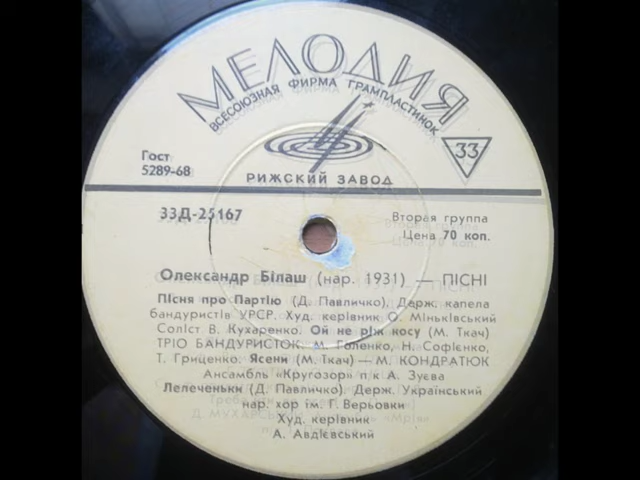 МЕЛОДИЯ
ВСЕСОЮЗНАЯ ФИРМА ГРАМПЛАСТИНОК
Гост
5289-68
33
РИЖСКИЙ ЗАВОД
33Д-25167
Вторая группа
Цена 70 коп.
Олександр Білаш (нар. 1931) — ПІСНІ
Пісня про Партію (Д. Павличко). Держ. капела
бандуристів УРСР. Худ. керівник О. Міньківський
Соліст В. Кухаренко. Ой не ріж косу (М. Ткач)
ТРІО БАНДУРИСТОК. М. Голенко, Н. Софієнко,
Т. Гриценко. Ясени (М. Ткач) — М. КОНДРАТЮК
Ансамбль «Кругозор» п/к А. Зуєва
Лелеченьки (Д. Павличко). Держ. Український
нар. хор ім. Г. Верьовки
Худ. керівник
А. Авдієвський